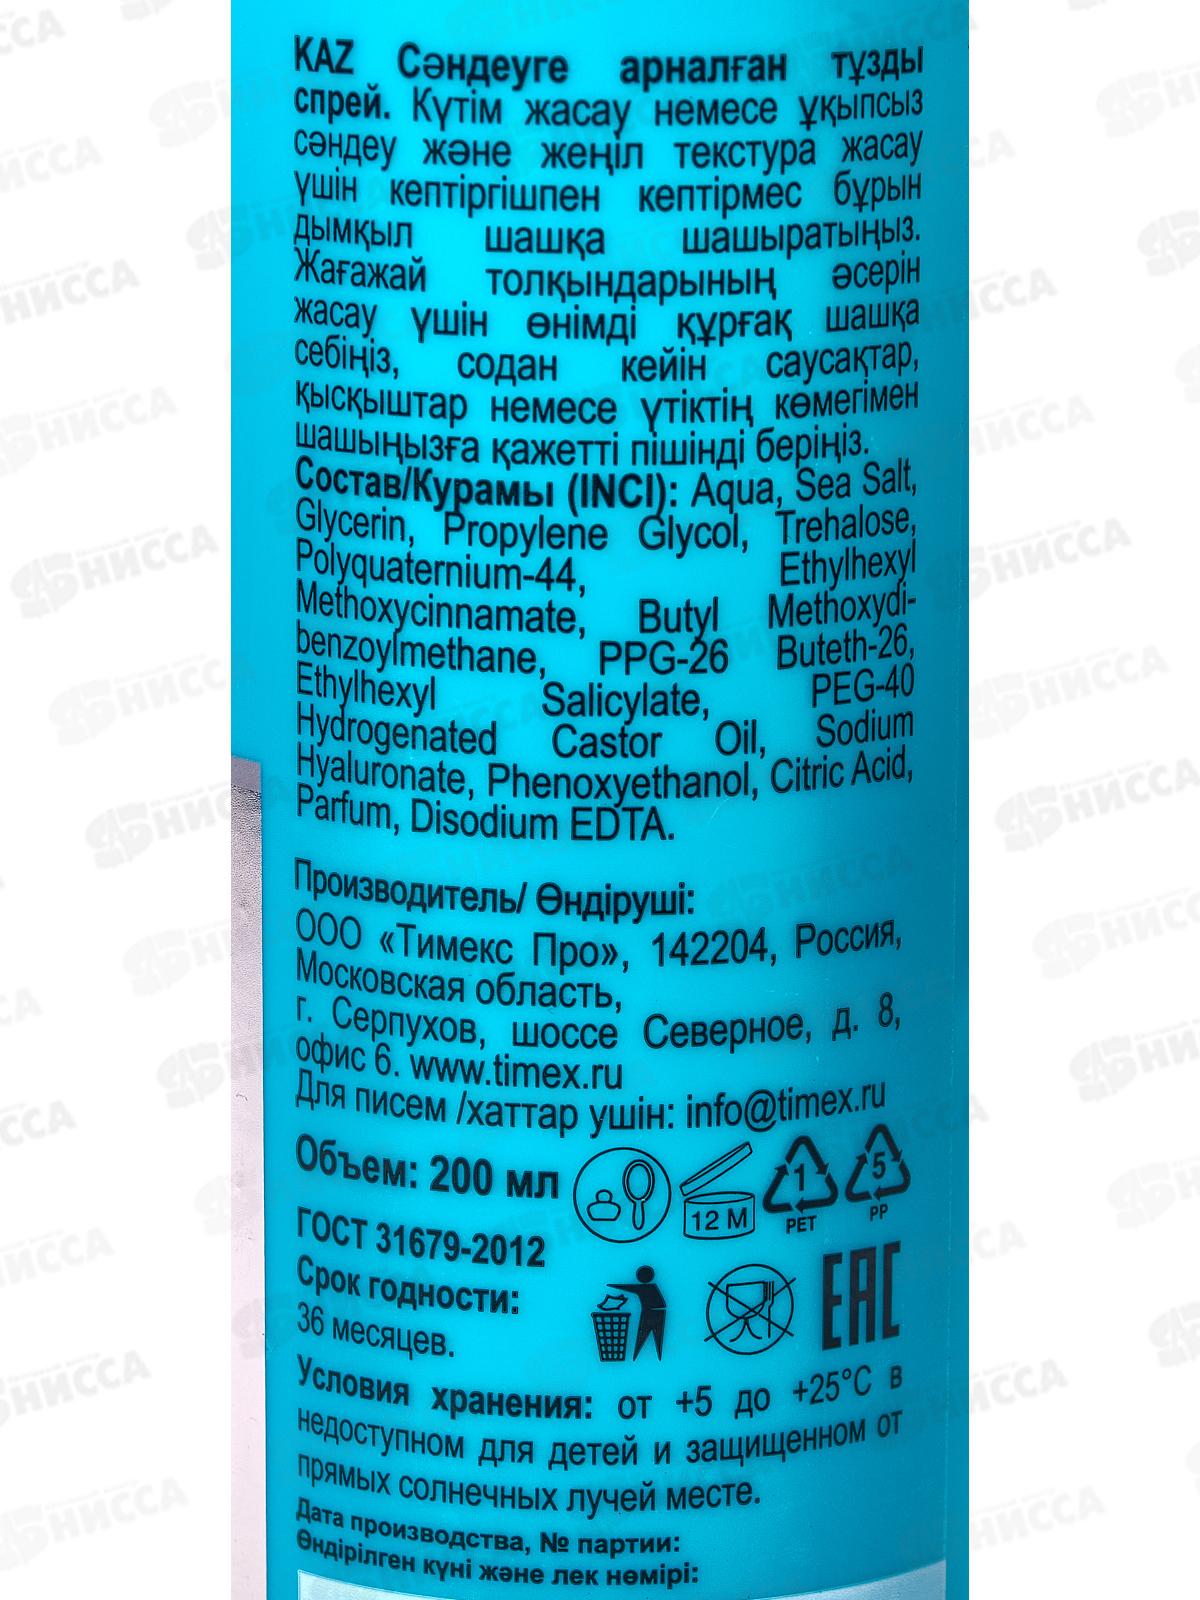 KAZ Сәндеуге арналған тұзды
спрей. Күтім жасау немесе ұқыпсыз
сәндеу және жеңіл текстура жасау
үшін кептіргішпен кептірмес бұрын
дымқыл шашқа шашыратыңыз.
Жағажай толқындарының әсерін
жасау үшін өнімді құрғақ шашқа
себіңіз, содан кейін саусақтар,
қысқыштар немесе үтіктің көмегімен
шашыңызға қажетті пішінді беріңіз.
Состав/Курамы (INCI): Aqua, Sea Salt,
Glycerin, Propylene Glycol, Trehalose,
Polyquaternium-44, Ethylhexyl
Methoxycinnamate, Butyl Methoxydi-
benzoylmethane, PPG-26 Buteth-26,
Ethylhexyl Salicylate, PEG-40
Hydrogenated Castor Oil, Sodium
Hyaluronate, Phenoxyethanol, Citric Acid,
Parfum, Disodium EDTA.
Производитель/ Өндіруші:
ООО «Тимекс Про», 142204, Россия,
Московская область,
г. Серпухов, шоссе Северное, д. 8,
офис 6. www.timex.ru
Для писем /хаттар ушін: info@timex.ru
Объем: 200 мл
12 M
1
PET
5
PP
ГОСТ 31679-2012
Срок годности:
36 месяцев.
EAC
Условия хранения: от +5 до +25°C в
недоступном для детей и защищенном от
прямых солнечных лучей месте.
Дата производства, № партии:
Өндірілген күні және лек нөмірі:
НИССА